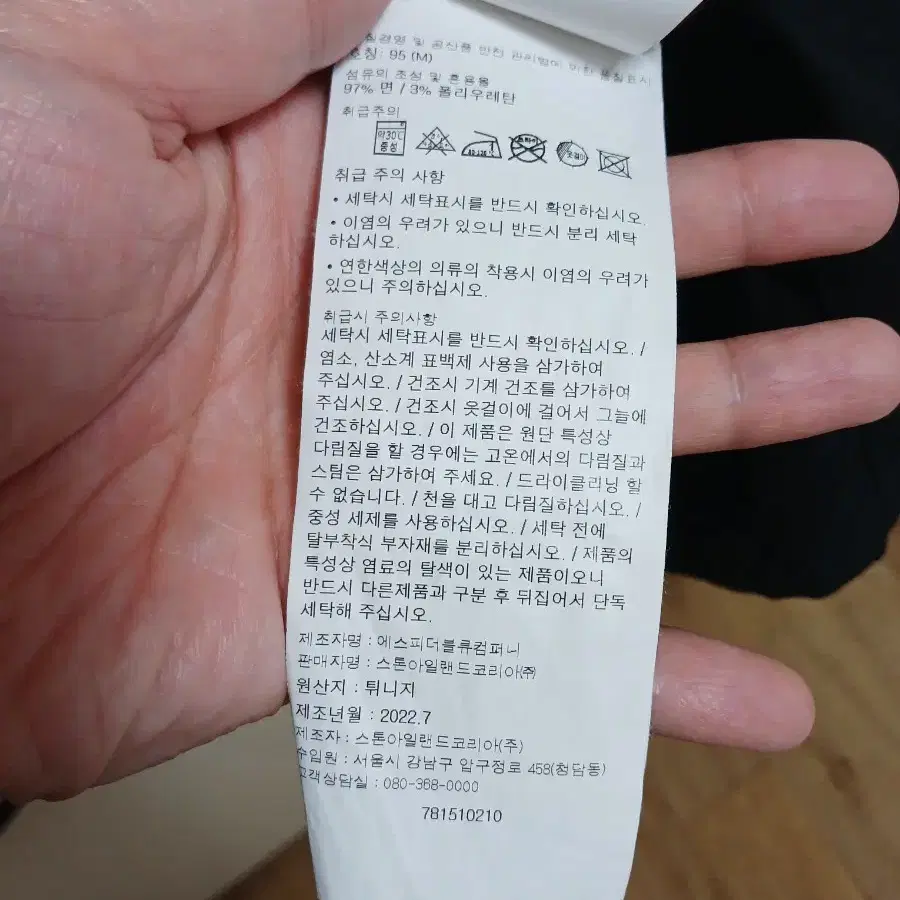 호칭: 95 (M)
섬유의 조성 및 혼용율
97% 면 / 3% 폴리우레탄
취급주의
약30℃
중성
옷걸이
취급 주의 사항
• 세탁시 세탁표시를 반드시 확인하십시오.
• 이염의 우려가 있으니 반드시 분리 세탁
하십시오.
• 연한색상의 의류의 착용시 이염의 우려가
있으니 주의하십시오.
취급시 주의사항
세탁시 세탁표시를 반드시 확인하십시오. /
염소, 산소계 표백제 사용을 삼가하여
주십시오. / 건조시 기계 건조를 삼가하여
주십시오. / 건조시 옷걸이에 걸어서 그늘에
건조하십시오. / 이 제품은 원단 특성상
다림질을 할 경우에는 고온에서의 다림질과
스팀은 삼가하여 주세요. / 드라이클리닝 할
수 없습니다. / 천을 대고 다림질하십시오. /
중성 세제를 사용하십시오. / 세탁 전에
탈부착식 부자재를 분리하십시오. / 제품의
특성상 염료의 탈색이 있는 제품이오니
반드시 다른제품과 구분 후 뒤집어서 단독
세탁해 주십시오.
제조자명 : 에스피더블류컴퍼니
판매자명 : 스톤아일랜드코리아(주)
원산지 : 튀니지
제조년월 : 2022.7
제조자 : 스톤아일랜드코리아(주)
수입원 : 서울시 강남구 압구정로 458(청담동)
고객상담실 : 080-368-0000
781510210